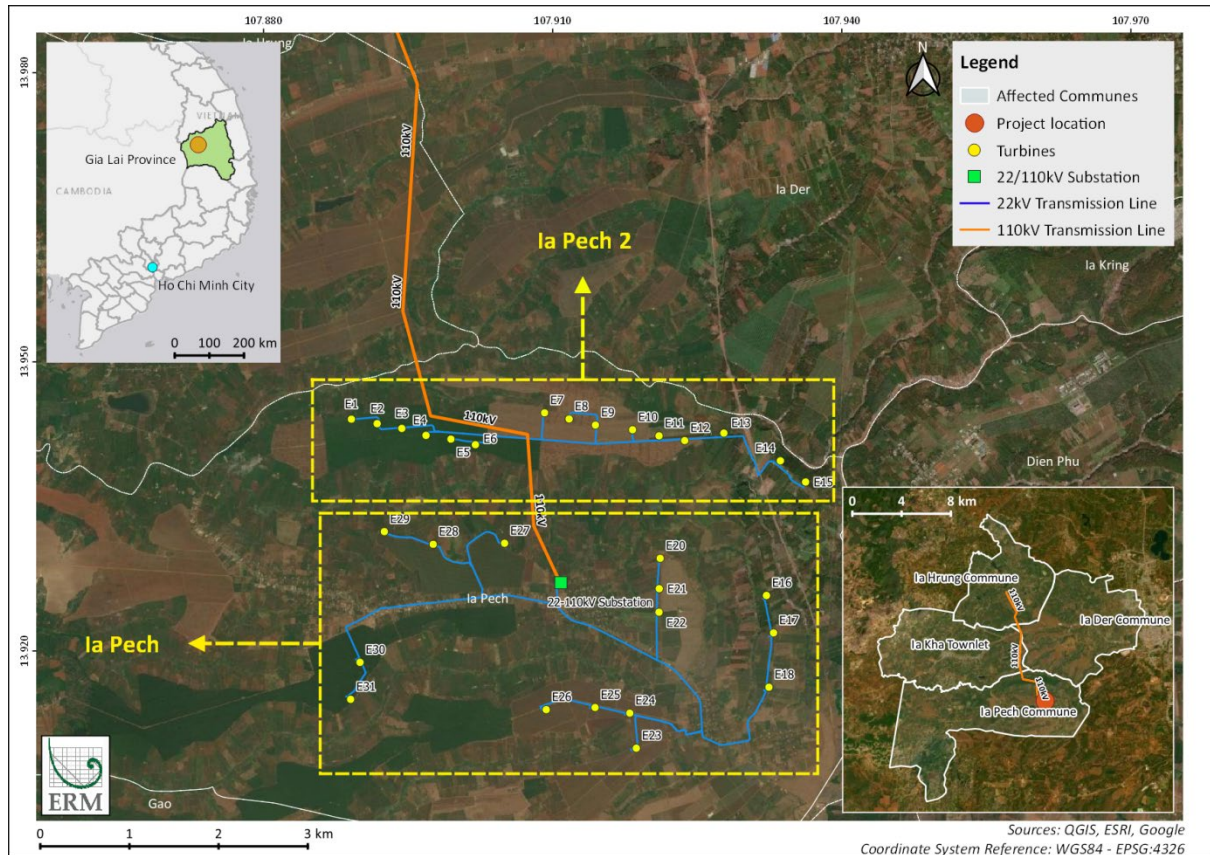 107.880
107.910
107.940
107.970
13.980
13.950
13.920
Ia Hrung
VIETNAM
Gia Lai Province
CAMBODIA
Ho Chi Minh City
0 100 200 km
N
Legend
Affected Communes
Project location
Turbines
22/110kV Substation
22kV Transmission Line
110kV Transmission Line
110kV
110kV
Ia Der
Ia Kring
Ia Pech 2
110kV
E1
E2
E3
E4
E5
E6
E7
E8
E9
E10
E11
E12
E13
E14
E15
Dien Phu
110kV
E29
E28
E27
E20
E21
E22
E16
E17
E18
Ia Pech
22-110kV Substation
Ia Pech
E30
E31
E26
E25
E24
E23
0 4 8 km
Ia Hrung Commune
110kV
Ia Der Commune
Ia Kha Townlet
110kV
110kV
Ia Pech Commune
ERM
Gao
0 1 2 3 km
Sources: QGIS, ESRI, Google
Coordinate System Reference: WGS84 - EPSG:4326